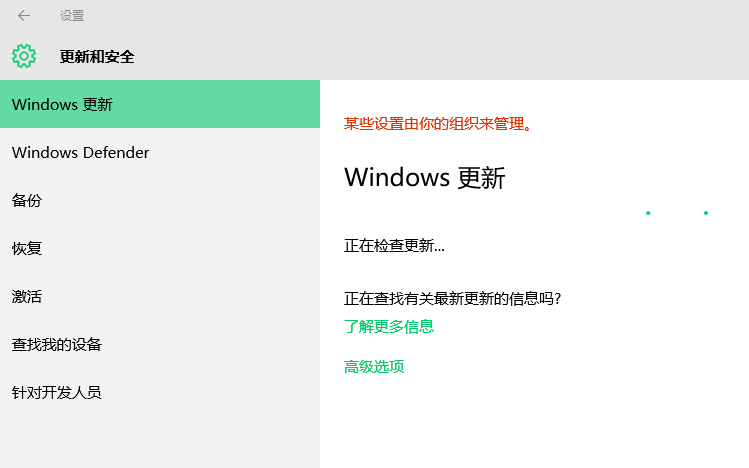 设置
更新和安全
Windows 更新
Windows Defender
备份
恢复
激活
查找我的设备
针对开发人员
某些设置由你的组织来管理。
Windows 更新
正在检查更新...
正在查找有关最新更新的信息吗?
了解更多信息
高级选项